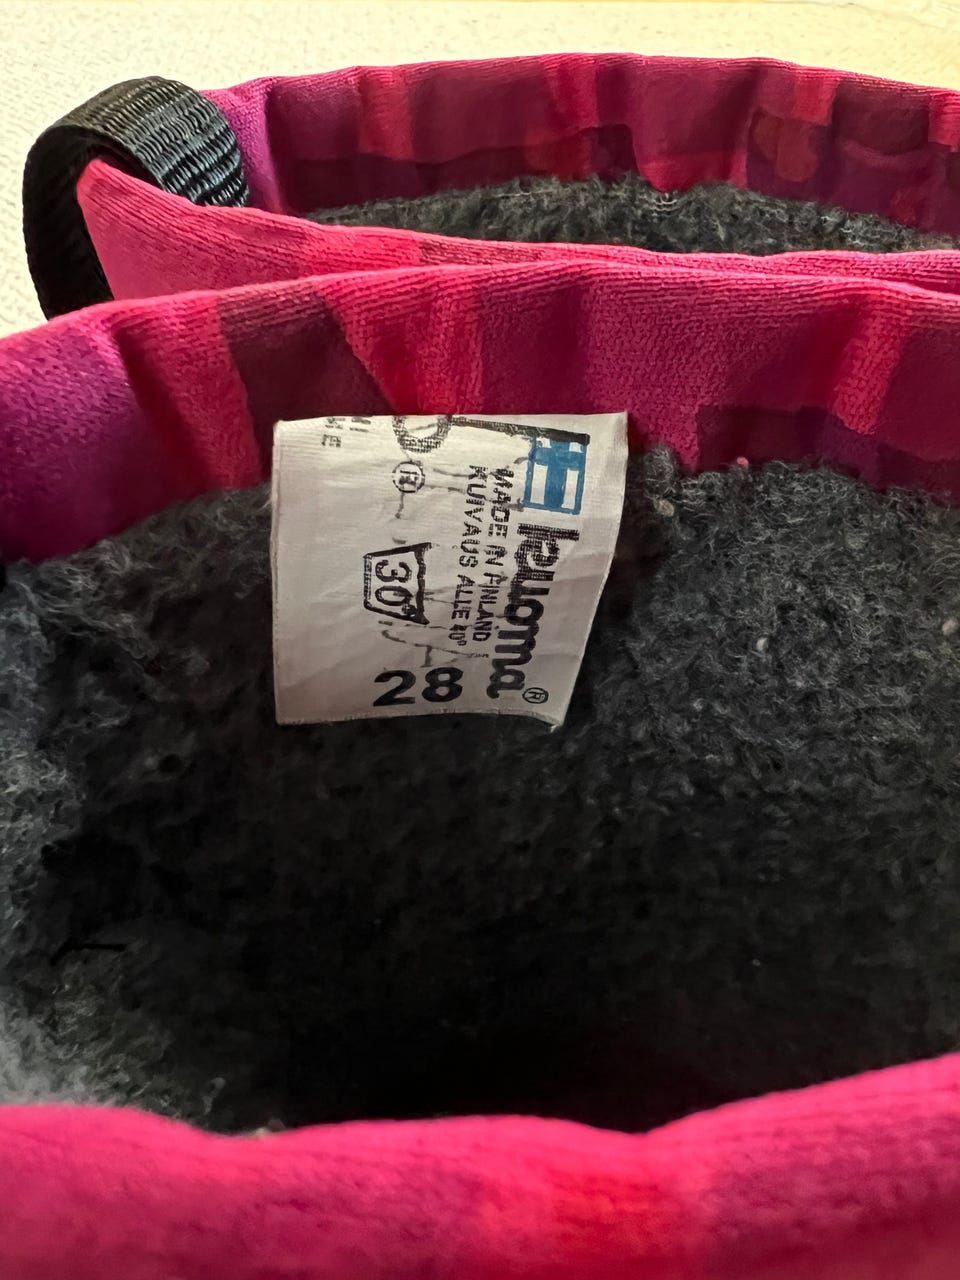 kuoma®
MADE IN FINLAND
KUIVAUS ALLE 40°
30
28
®